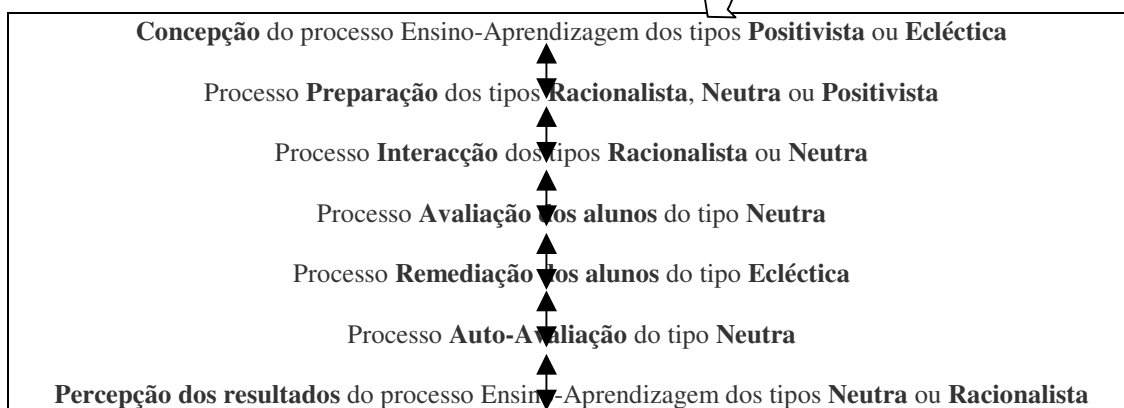 Concepção do processo Ensino-Aprendizagem dos tipos Positivista ou Ecléctica
Processo Preparação dos tipos Racionalista, Neutra ou Positivista
Processo Interacção dos tipos Racionalista ou Neutra
Processo Avaliação dos alunos do tipo Neutra
Processo Remediação dos alunos do tipo Ecléctica
Processo Auto-Avaliação do tipo Neutra
Percepção dos resultados do processo Ensino-Aprendizagem dos tipos Neutra ou Racionalista